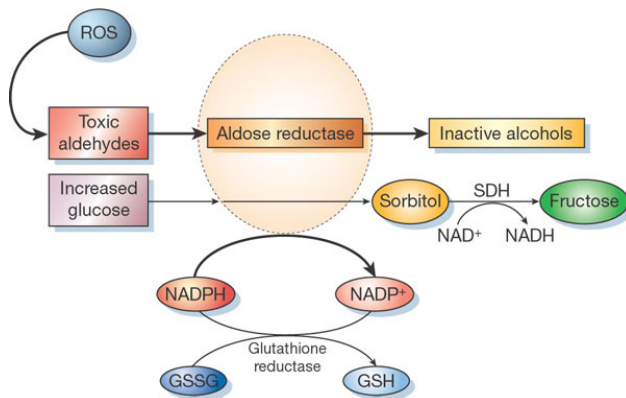 ROS
Toxic
aldehydes
Aldose reductase
Inactive alcohols
Increased
glucose
Sorbitol
SDH
Fructose
NAD⁺
NADH
NADPH
NADP⁺
Glutathione
reductase
GSSG
GSH